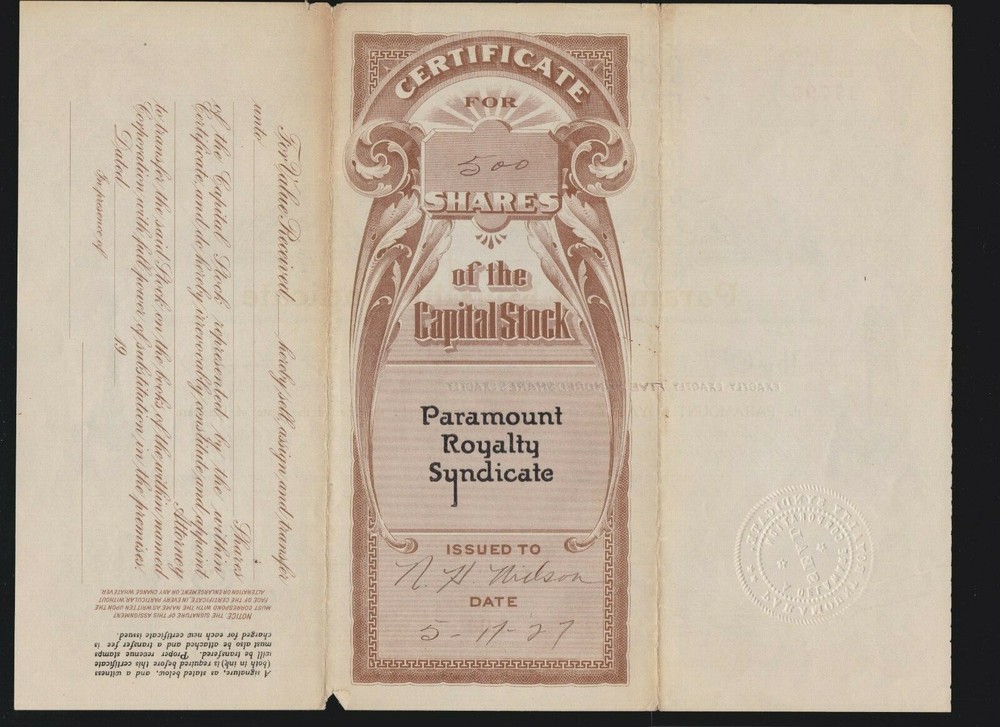 CERTIFICATE
FOR
500
SHARES
of the
Capital Stock
Paramount
Royalty
Syndicate
ISSUED TO
N. H. Nielson
DATE
5-17-27
For Value Received hereby sell, assign and transfer
unto
Shares
of the Capital Stock represented by the within
Certificate, and do hereby irrevocably constitute and appoint
Attorney
to transfer the said Stock on the books of the within named
Corporation with full power of substitution in the premises.
Dated 19
In presence of
NOTICE. THE SIGNATURE OF THIS ASSIGNMENT
MUST CORRESPOND WITH THE NAME AS WRITTEN UPON THE
FACE OF THE CERTIFICATE, IN EVERY PARTICULAR WITHOUT
ALTERATION OR ENLARGEMENT OR ANY CHANGE WHATEVER
A signature, as stated below, and a witness
(both in ink) is required before this certificate
will be transfered. Proper revenue stamps
must also be attached and a transfer fee is
charged for each new certificate issued.